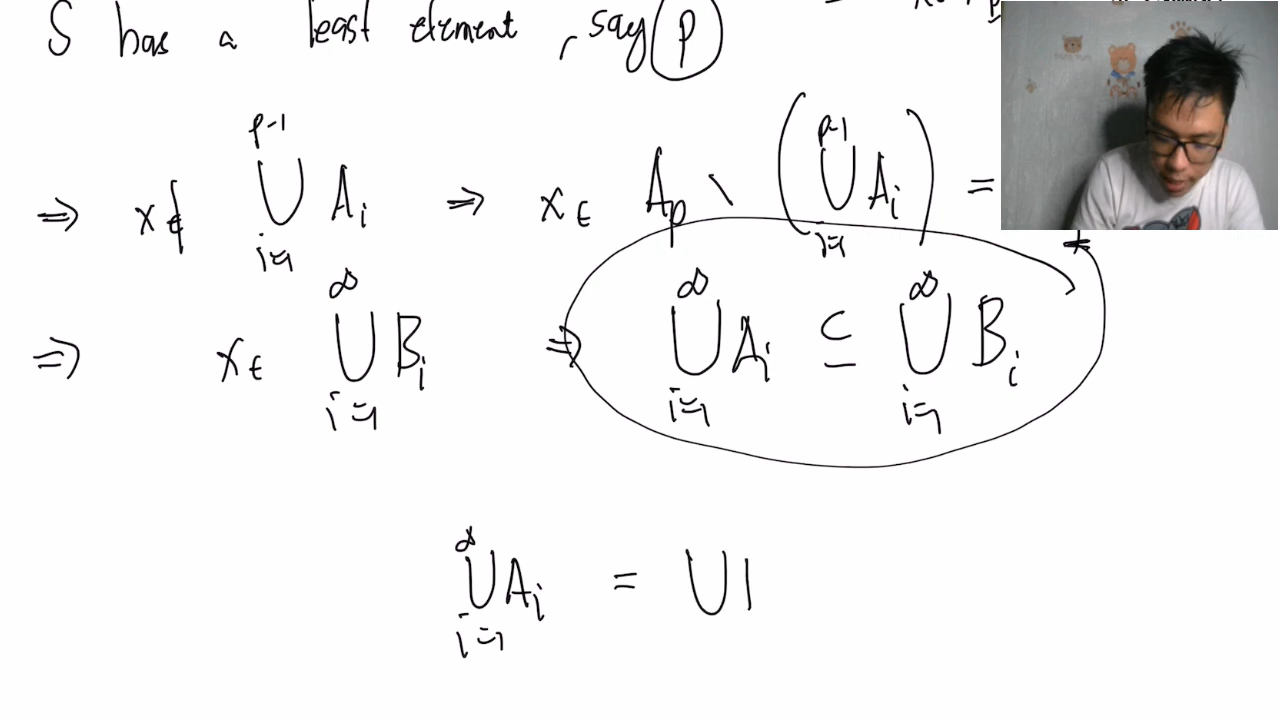 S has a least element, say p
⇒ x ∉ ⋃_{i=1}^{p-1} A_i ⇒ x ∈ A_p \ (⋃_{i=1}^{p-1} A_i) =
⇒ x ∈ ⋃_{i=1}^{∞} B_i ⇒ ⋃_{i=1}^{∞} A_i ⊆ ⋃_{i=1}^{∞} B_i
⋃_{i=1}^{∞} A_i = ⋃ |